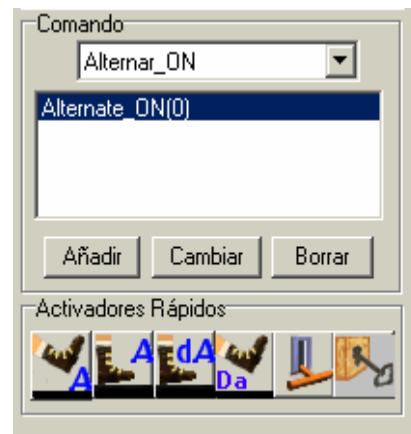 Comando
Alternar_ON
Alternate_ON(0)
Añadir Cambiar Borrar
Activadores Rápidos
A A dA Da